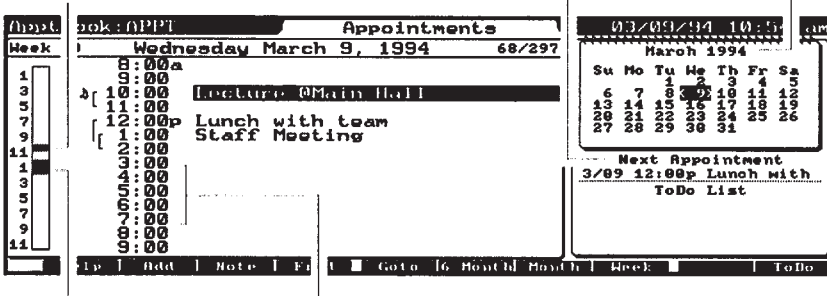 ook:APPT Appointments 03/09/94 10:5 am
Week Wednesday March 9, 1994 68/297
8:00a
9:00
10:00 Lecture @Main Hall
11:00
12:00p Lunch with team
1:00 Staff Meeting
2:00
3:00
4:00
5:00
6:00
7:00
8:00
9:00
1
3
5
7
9
11
1
3
5
7
9
11
March 1994
Su Mo Tu We Th Fr Sa
1 2 3 4 5
6 7 8 9 10 11 12
13 14 15 16 17 18 19
20 21 22 23 24 25 26
27 28 29 30 31
Next Appointment
3/09 12:00p Lunch with
ToDo List
Add Note Goto 6 Month Month Week ToDo